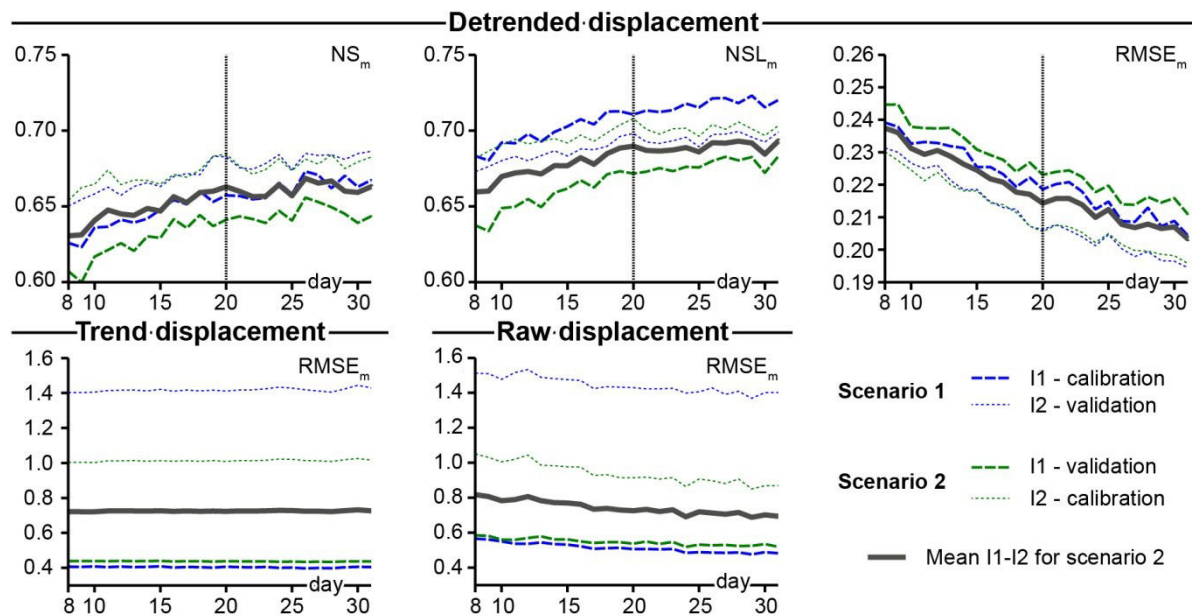 Detrended displacement
0.75
0.70
0.65
0.60
NSm
day
8 10 15 20 25 30
0.75
0.70
0.65
0.60
NSLm
day
8 10 15 20 25 30
0.26
0.25
0.24
0.23
0.22
0.21
0.20
0.19
RMSEm
day
8 10 15 20 25 30
Trend displacement
1.6
1.4
1.2
1.0
0.8
0.6
0.4
RMSEm
day
8 10 15 20 25 30
Raw displacement
1.6
1.4
1.2
1.0
0.8
0.6
0.4
RMSEm
day
8 10 15 20 25 30
Scenario 1
I1 - calibration
I2 - validation
Scenario 2
I1 - validation
I2 - calibration
Mean I1-I2 for scenario 2